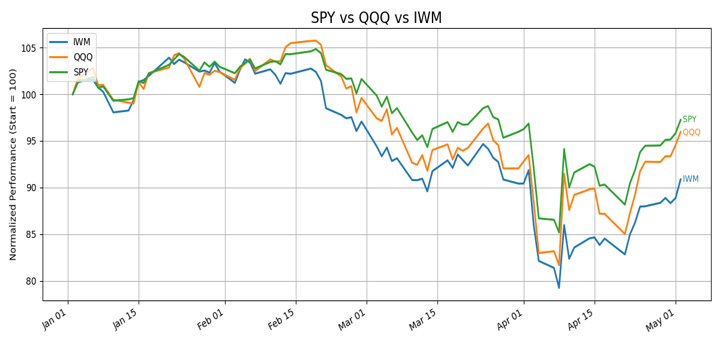 SPY vs QQQ vs IWM
Normalized Performance (Start = 100)
105
100
95
90
85
80
IWM
QQQ
SPY
SPY
QQQ
IWM
Jan 01
Jan 15
Feb 01
Feb 15
Mar 01
Mar 15
Apr 01
Apr 15
May 01